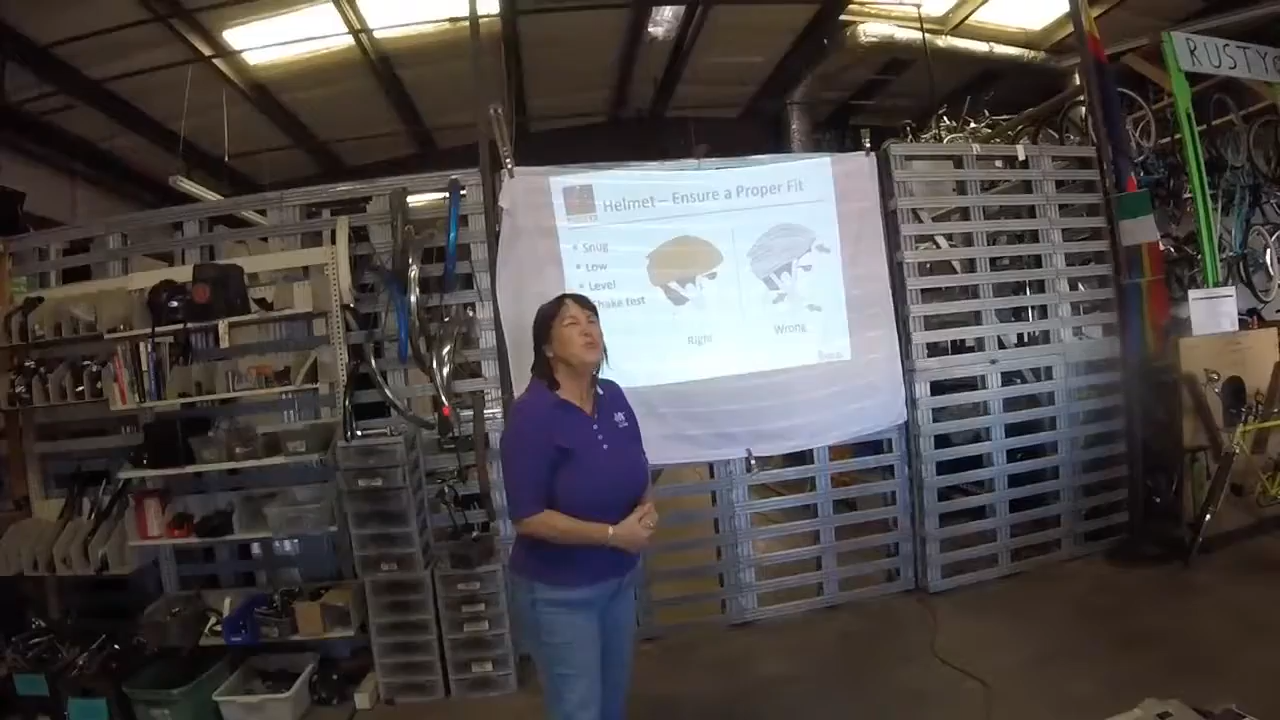 RUSTY
Helmet – Ensure a Proper Fit
Snug
Low
Level
Shake test
Right
Wrong